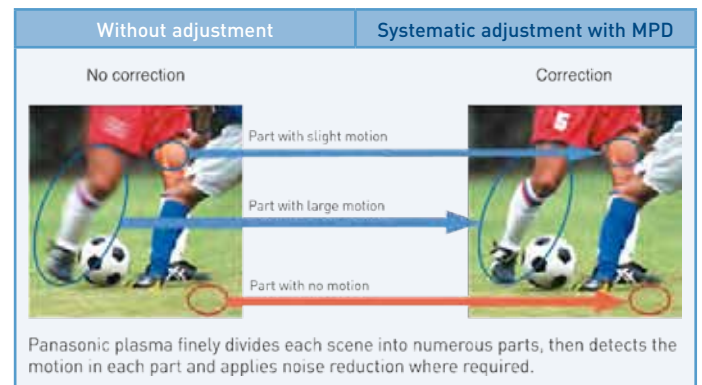 Without adjustment
Systematic adjustment with MPD
No correction
Correction
Part with slight motion
Part with large motion
Part with no motion
Panasonic plasma finely divides each scene into numerous parts, then detects the
motion in each part and applies noise reduction where required.